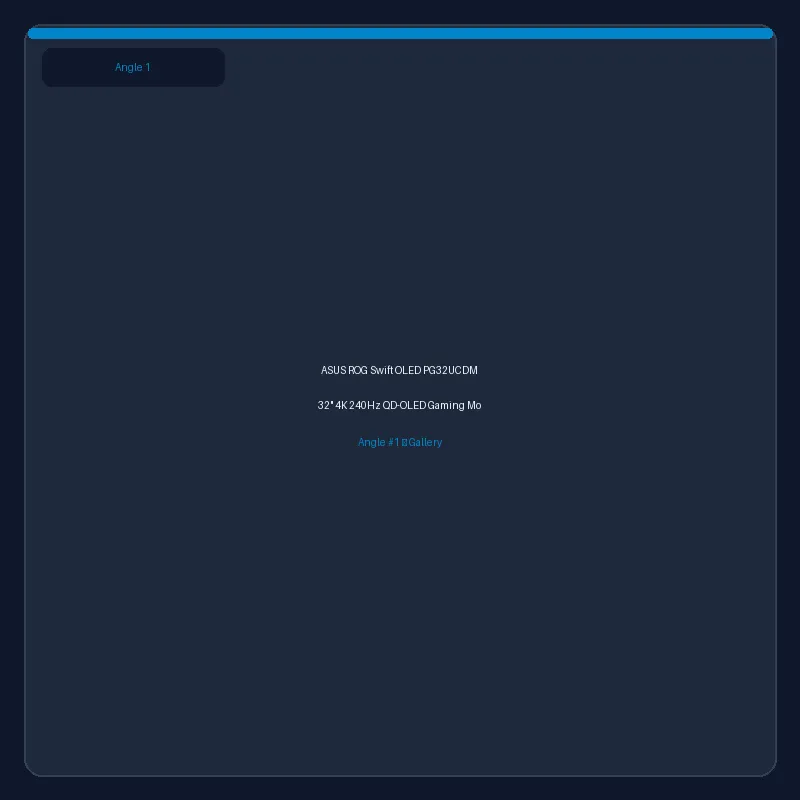 Angle 1
ASUS ROG Swift OLED PG32UCDM
32" 4K 240Hz QD-OLED Gaming Mo
Angle #1 ▯ Gallery